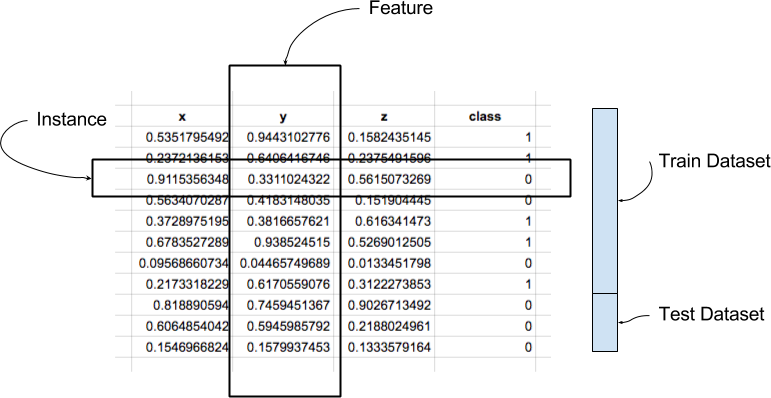 Feature
Instance
x y z class
0.5351795492 0.9443102776 0.1582435145 1
0.2372136153 0.6406416746 0.2375491596 1
0.9115356348 0.3311024322 0.5615073269 0
0.5634070287 0.4183148035 0.151904445 0
0.3728975195 0.3816657621 0.616341473 1
0.6783527289 0.938524515 0.5269012505 1
0.09568660734 0.04465749689 0.0133451798 0
0.2173318229 0.6170559076 0.3122273853 1
0.818890594 0.7459451367 0.9026713492 0
0.6064854042 0.5945985792 0.2188024961 0
0.1546966824 0.1579937453 0.1333579164 0
Train Dataset
Test Dataset